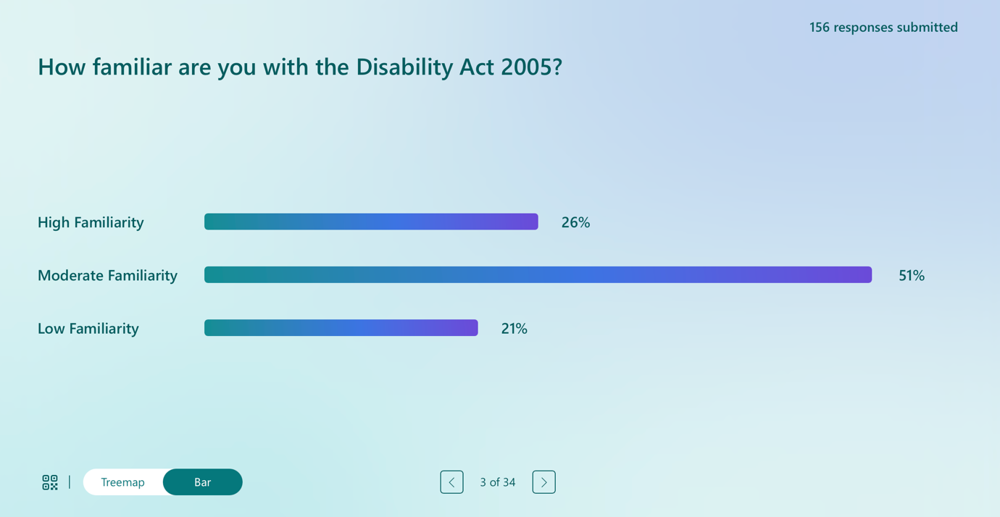 156 responses submitted
How familiar are you with the Disability Act 2005?
High Familiarity 26%
Moderate Familiarity 51%
Low Familiarity 21%
Treemap Bar 3 of 34